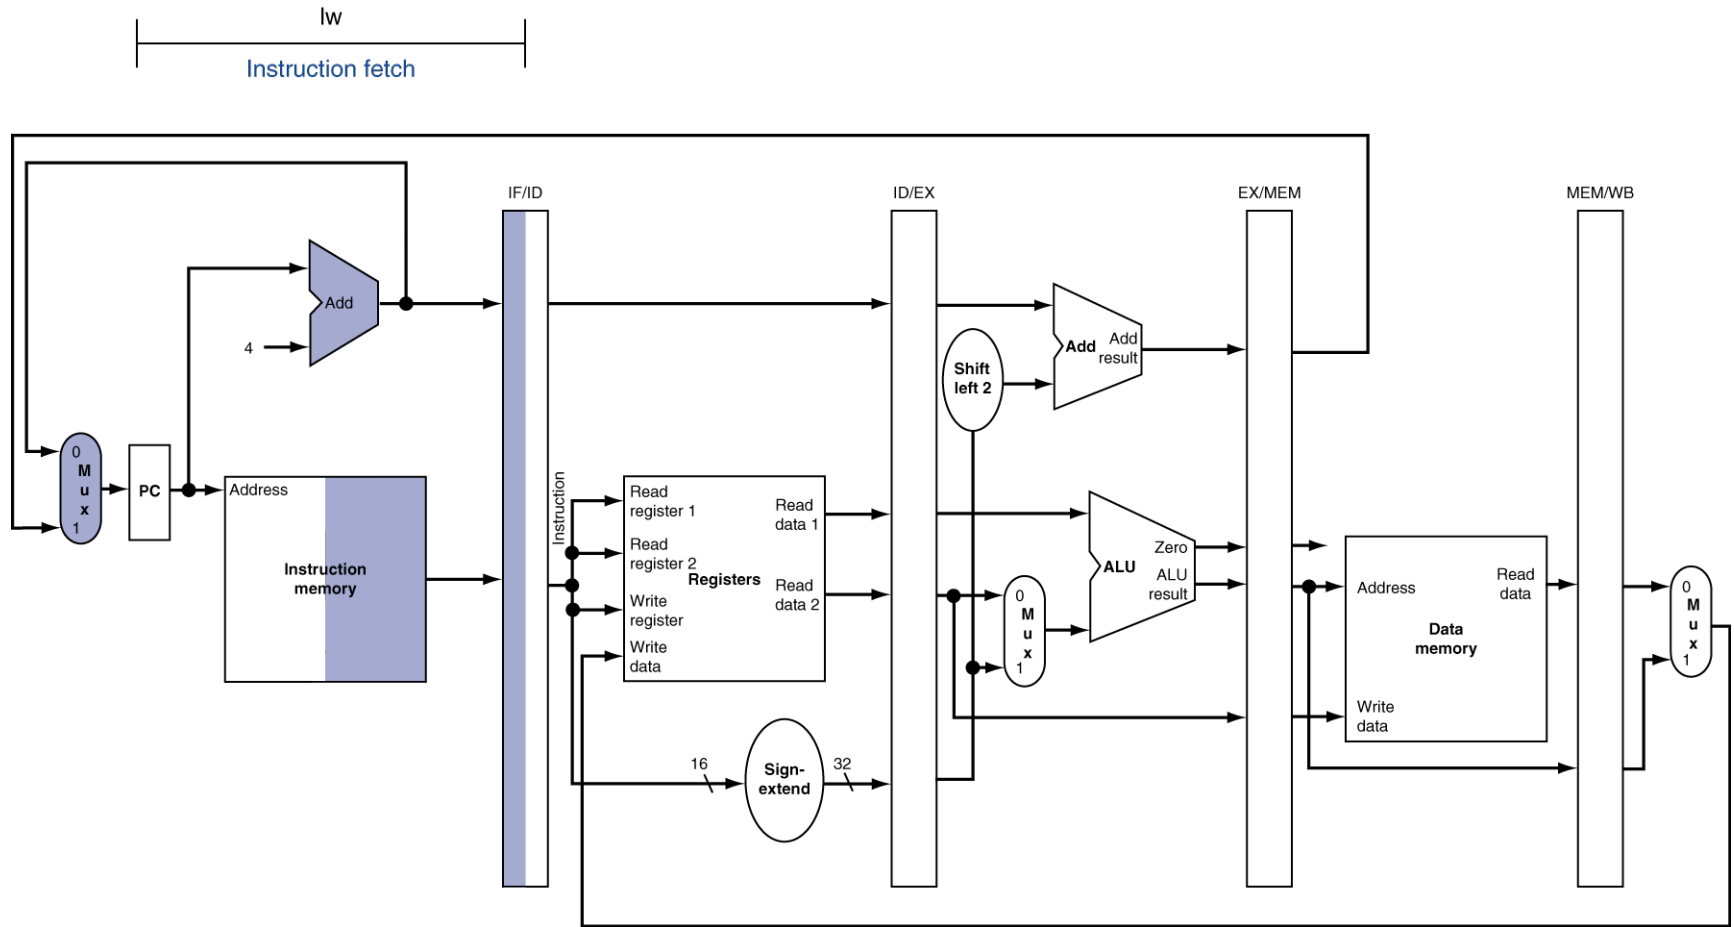 lw
Instruction fetch
IF/ID
ID/EX
EX/MEM
MEM/WB
Add
4
Add
Add
result
Shift
left 2
0
M
u
x
1
PC
Address
Instruction
memory
Instruction
Read
register 1
Read
register 2
Write
register
Write
data
Registers
Read
data 1
Read
data 2
0
M
u
x
1
Zero
ALU
ALU
result
Address
Read
data
Data
memory
Write
data
0
M
u
x
1
16
Sign-
extend
32